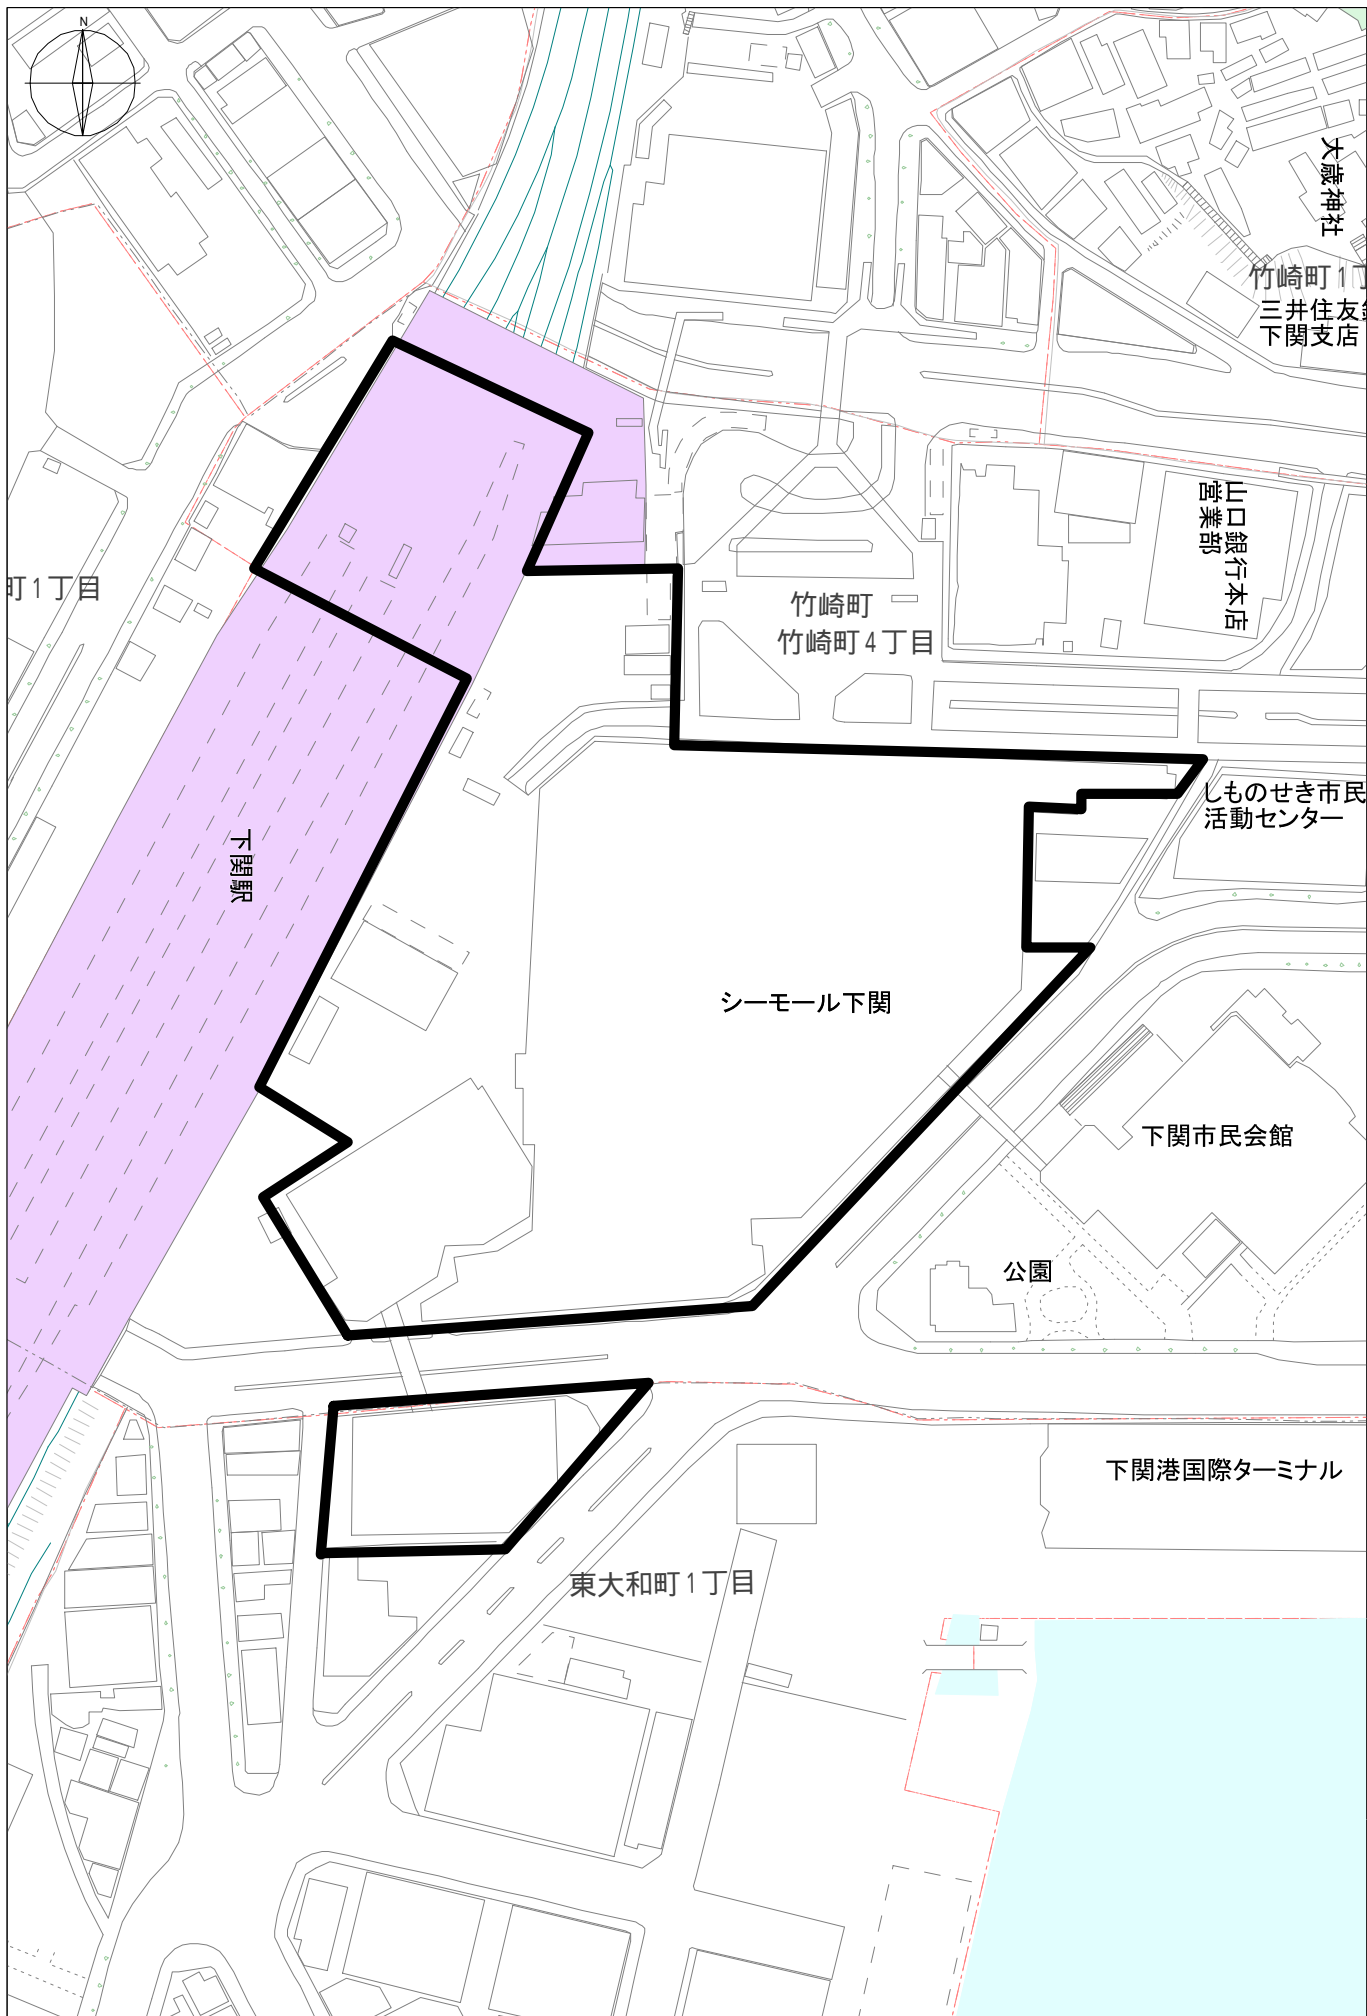 N
大歳神社
竹崎町1丁
三井住友
下関支店
山口銀行本店
営業部
町1丁目
竹崎町
竹崎町4丁目
しものせき市民
活動センター
下関駅
シーモール下関
下関市民会館
公園
下関港国際ターミナル
東大和町1丁目